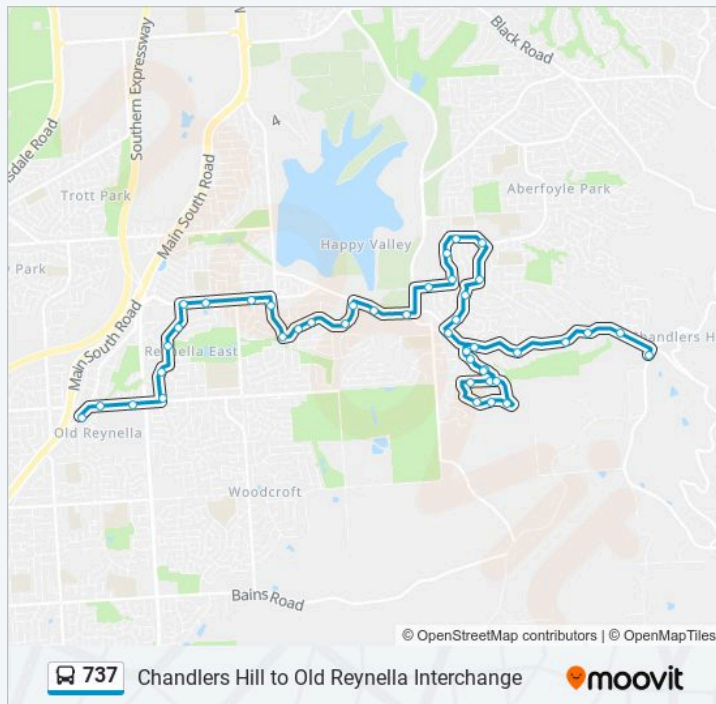 Black Road
Southern Expressway
sdale Road
4
Trott Park
Main South Road
Aberfoyle Park
Park
Happy Valley
Main South Road
Chandlers H
Reynella East
Old Reynella
Woodcroft
Bains Road
© OpenStreetMap contributors | © OpenMapTiles
737 Chandlers Hill to Old Reynella Interchange
moovit